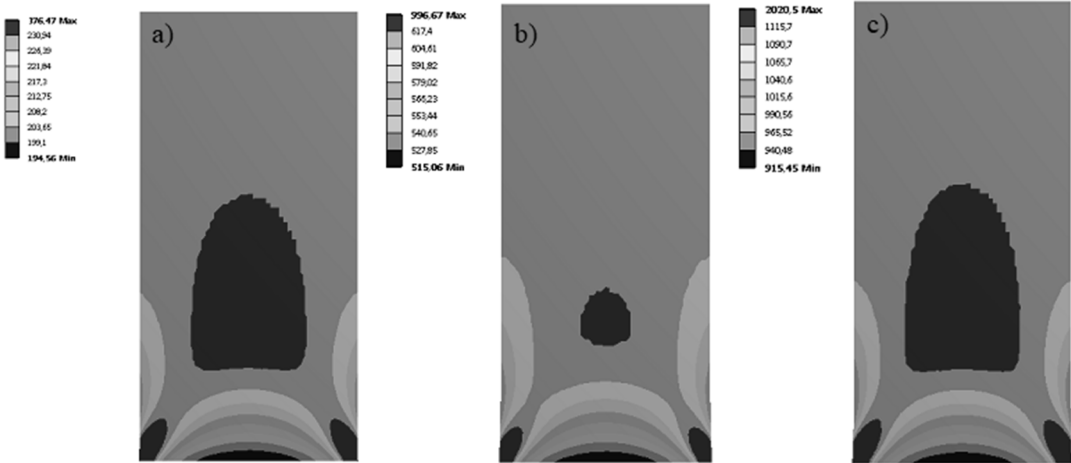 a)
376,47 Max
230,94
226,39
221,84
217,3
212,75
208,2
203,65
199,1
194,56 Min
b)
996,67 Max
617,4
604,61
591,82
579,02
566,23
553,44
540,65
527,85
515,06 Min
c)
2020,5 Max
1115,7
1090,7
1065,7
1040,6
1015,6
990,56
965,52
940,48
915,45 Min